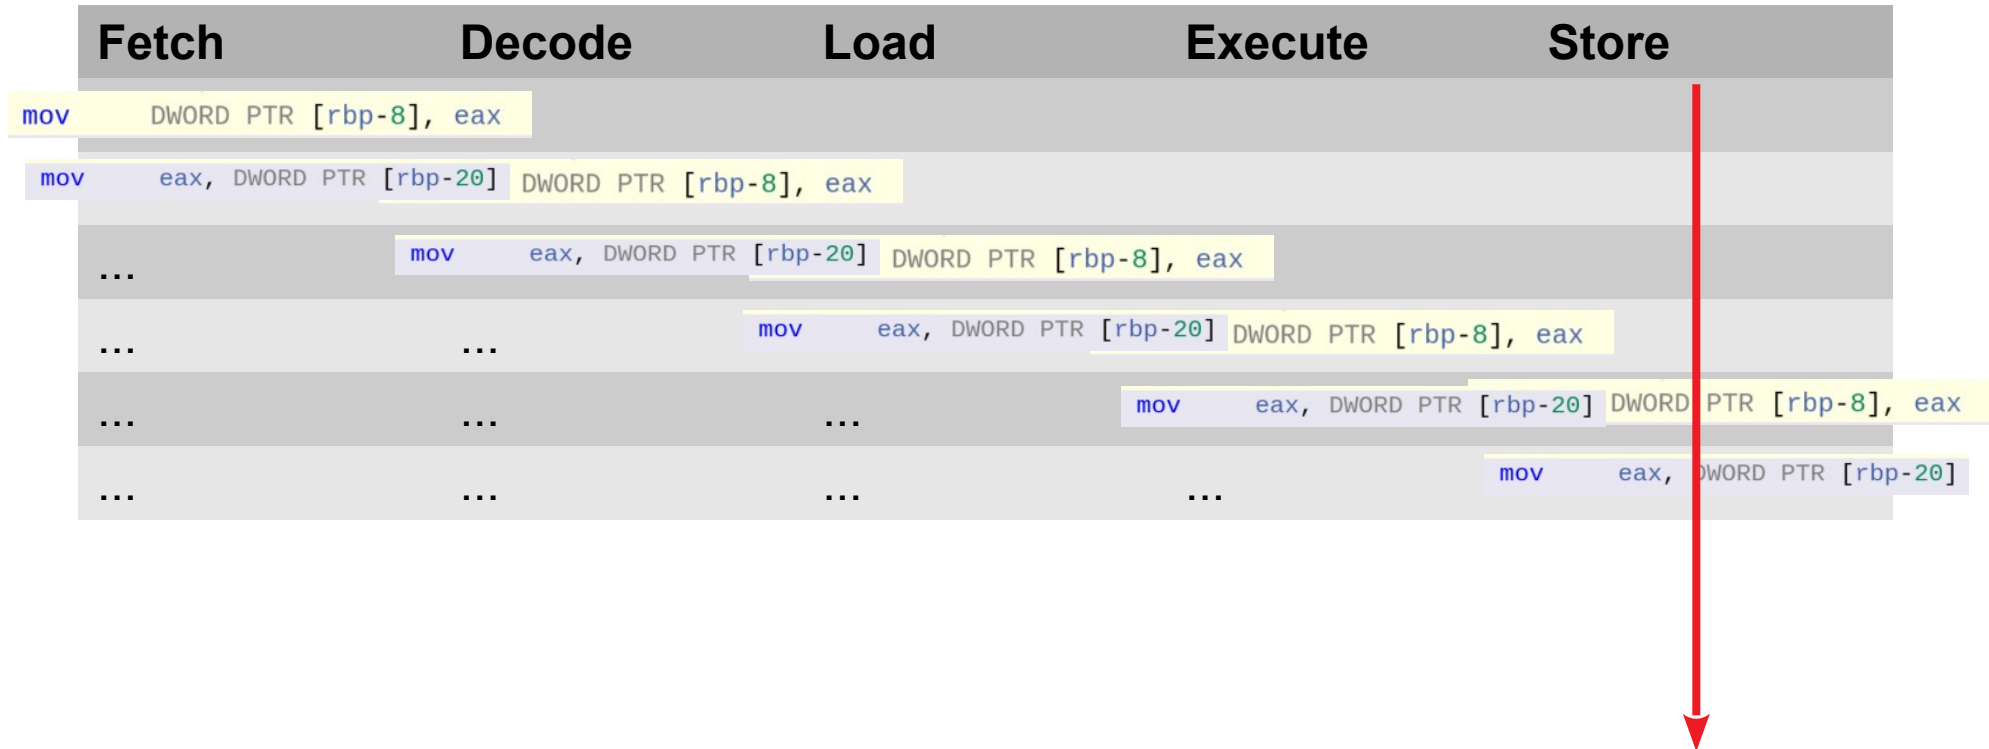 Fetch Decode Load Execute Store
mov DWORD PTR [rbp-8], eax
mov eax, DWORD PTR [rbp-20] DWORD PTR [rbp-8], eax
... mov eax, DWORD PTR [rbp-20] DWORD PTR [rbp-8], eax
... ... mov eax, DWORD PTR [rbp-20] DWORD PTR [rbp-8], eax
... ... ... mov eax, DWORD PTR [rbp-20] DWORD PTR [rbp-8], eax
... ... ... ... mov eax, DWORD PTR [rbp-20]